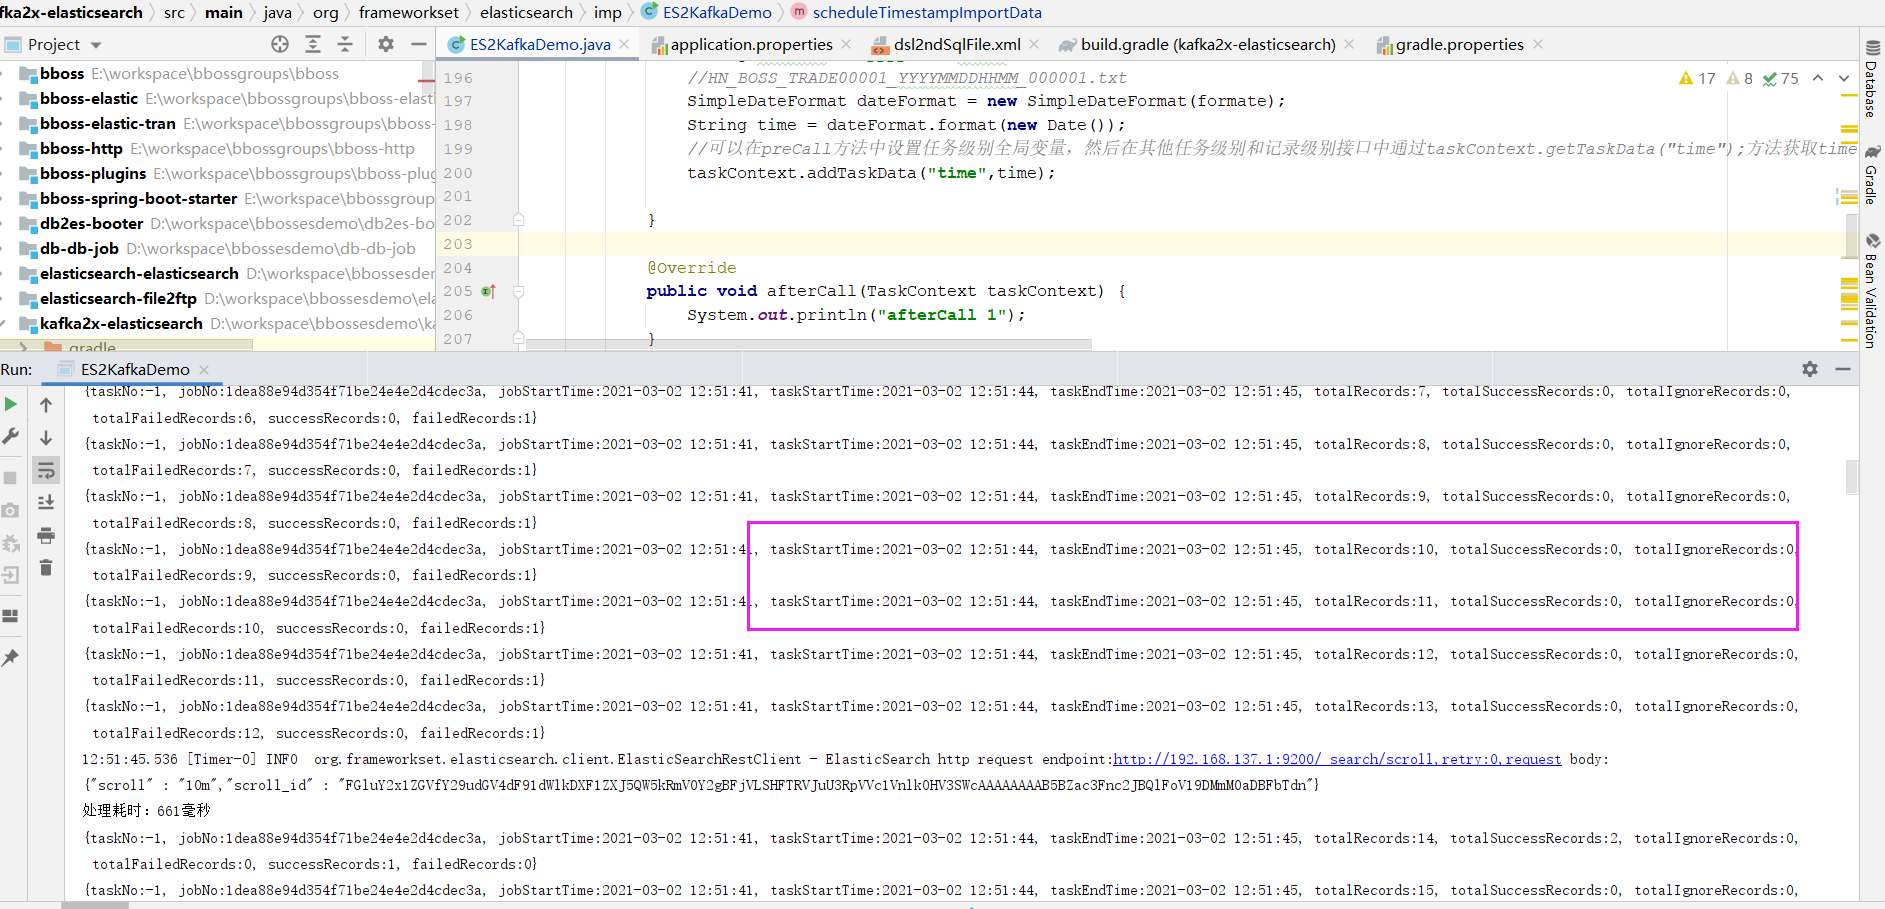 fka2x-elasticsearch src main java org frameworkset elasticsearch imp ES2KafkaDemo scheduleTimestampImportData
Project
ES2KafkaDemo.java application.properties dsl2ndSqlFile.xml build.gradle (kafka2x-elasticsearch) gradle.properties
bboss E:\workspace\bbossgroups\bboss
bboss-elastic E:\workspace\bbossgroups\bboss-elasti
bboss-elastic-tran E:\workspace\bbossgroups\bboss-
bboss-http E:\workspace\bbossgroups\bboss-http
bboss-plugins E:\workspace\bbossgroups\bboss-plug
bboss-spring-boot-starter E:\workspace\bbossgroup
db2es-booter D:\workspace\bbossesdemo\db2es-bo
db-db-job D:\workspace\bbossesdemo\db-db-job
elasticsearch-elasticsearch D:\workspace\bbossesder
elasticsearch-file2ftp D:\workspace\bbossesdemo\ela
kafka2x-elasticsearch D:\workspace\bbossesdemo\ka
gradle
17 8 75
196 //HN_BOSS_TRADE00001_YYYYMMDDHHMM_000001.txt
197 SimpleDateFormat dateFormat = new SimpleDateFormat(formate);
198 String time = dateFormat.format(new Date());
199 //可以在preCall方法中设置任务级别全局变量，然后在其他任务级别和记录级别接口中通过taskContext.getTaskData("time");方法获取time
200 taskContext.addTaskData("time",time);
201
202 }
203
204 @Override
205 public void afterCall(TaskContext taskContext) {
206 System.out.println("afterCall 1");
207 }
Database
Gradle
Bean Validation
Run: ES2KafkaDemo
{taskNo:-1, jobNo:1dea88e94d354f71be24e4e2d4cdec3a, jobStartTime:2021-03-02 12:51:41, taskStartTime:2021-03-02 12:51:44, taskEndTime:2021-03-02 12:51:45, totalRecords:7, totalSuccessRecords:0, totalIgnoreRecords:0,
totalFailedRecords:6, successRecords:0, failedRecords:1}
{taskNo:-1, jobNo:1dea88e94d354f71be24e4e2d4cdec3a, jobStartTime:2021-03-02 12:51:41, taskStartTime:2021-03-02 12:51:44, taskEndTime:2021-03-02 12:51:45, totalRecords:8, totalSuccessRecords:0, totalIgnoreRecords:0,
totalFailedRecords:7, successRecords:0, failedRecords:1}
{taskNo:-1, jobNo:1dea88e94d354f71be24e4e2d4cdec3a, jobStartTime:2021-03-02 12:51:41, taskStartTime:2021-03-02 12:51:44, taskEndTime:2021-03-02 12:51:45, totalRecords:9, totalSuccessRecords:0, totalIgnoreRecords:0,
totalFailedRecords:8, successRecords:0, failedRecords:1}
{taskNo:-1, jobNo:1dea88e94d354f71be24e4e2d4cdec3a, jobStartTime:2021-03-02 12:51:41, taskStartTime:2021-03-02 12:51:44, taskEndTime:2021-03-02 12:51:45, totalRecords:10, totalSuccessRecords:0, totalIgnoreRecords:0,
totalFailedRecords:9, successRecords:0, failedRecords:1}
{taskNo:-1, jobNo:1dea88e94d354f71be24e4e2d4cdec3a, jobStartTime:2021-03-02 12:51:41, taskStartTime:2021-03-02 12:51:44, taskEndTime:2021-03-02 12:51:45, totalRecords:11, totalSuccessRecords:0, totalIgnoreRecords:0,
totalFailedRecords:10, successRecords:0, failedRecords:1}
{taskNo:-1, jobNo:1dea88e94d354f71be24e4e2d4cdec3a, jobStartTime:2021-03-02 12:51:41, taskStartTime:2021-03-02 12:51:44, taskEndTime:2021-03-02 12:51:45, totalRecords:12, totalSuccessRecords:0, totalIgnoreRecords:0,
totalFailedRecords:11, successRecords:0, failedRecords:1}
{taskNo:-1, jobNo:1dea88e94d354f71be24e4e2d4cdec3a, jobStartTime:2021-03-02 12:51:41, taskStartTime:2021-03-02 12:51:44, taskEndTime:2021-03-02 12:51:45, totalRecords:13, totalSuccessRecords:0, totalIgnoreRecords:0,
totalFailedRecords:12, successRecords:0, failedRecords:1}
12:51:45.536 [Timer-0] INFO org.frameworkset.elasticsearch.client.ElasticSearchRestClient - ElasticSearch http request endpoint:http://192.168.137.1:9200/_search/scroll,retry:0,request body:
{"scroll" : "10m","scroll_id" : "FGluY2x1ZGVfY29udGV4dF91dWlkDXF1ZXJ5QW5kRmV0Y2gBFjVLSHFTRVJuU3RpVVc1Vnlk0HV3SWcAAAAAAAAB5BZac3Fnc2JBQlFoV19DMmM0aDBFbTdn"}
处理耗时：661毫秒
{taskNo:-1, jobNo:1dea88e94d354f71be24e4e2d4cdec3a, jobStartTime:2021-03-02 12:51:41, taskStartTime:2021-03-02 12:51:44, taskEndTime:2021-03-02 12:51:45, totalRecords:14, totalSuccessRecords:2, totalIgnoreRecords:0,
totalFailedRecords:0, successRecords:1, failedRecords:0}
{taskNo:-1, jobNo:1dea88e94d354f71be24e4e2d4cdec3a, jobStartTime:2021-03-02 12:51:41, taskStartTime:2021-03-02 12:51:44, taskEndTime:2021-03-02 12:51:45, totalRecords:15, totalSuccessRecords:0, totalIgnoreRecords:0,